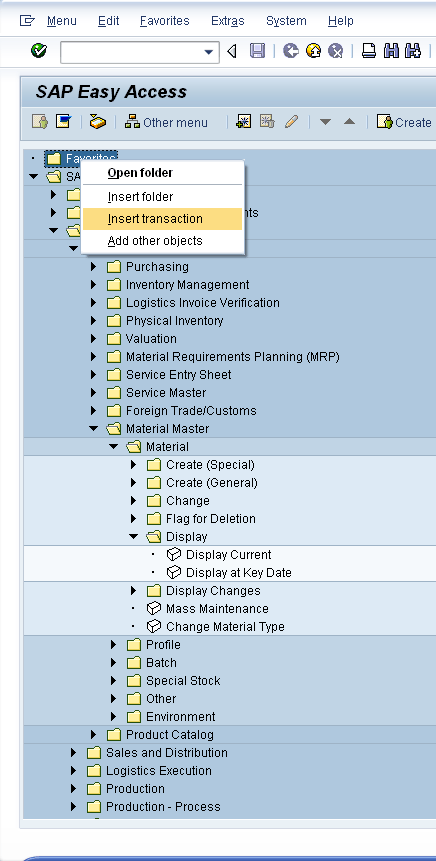 Menu Edit Favorites Extras System Help
SAP Easy Access
Other menu Create
Favorites
Open folder
SA
Insert folder
Insert transaction
nts
Add other objects
Purchasing
Inventory Management
Logistics Invoice Verification
Physical Inventory
Valuation
Material Requirements Planning (MRP)
Service Entry Sheet
Service Master
Foreign Trade/Customs
Material Master
Material
Create (Special)
Create (General)
Change
Flag for Deletion
Display
Display Current
Display at Key Date
Display Changes
Mass Maintenance
Change Material Type
Profile
Batch
Special Stock
Other
Environment
Product Catalog
Sales and Distribution
Logistics Execution
Production
Production - Process